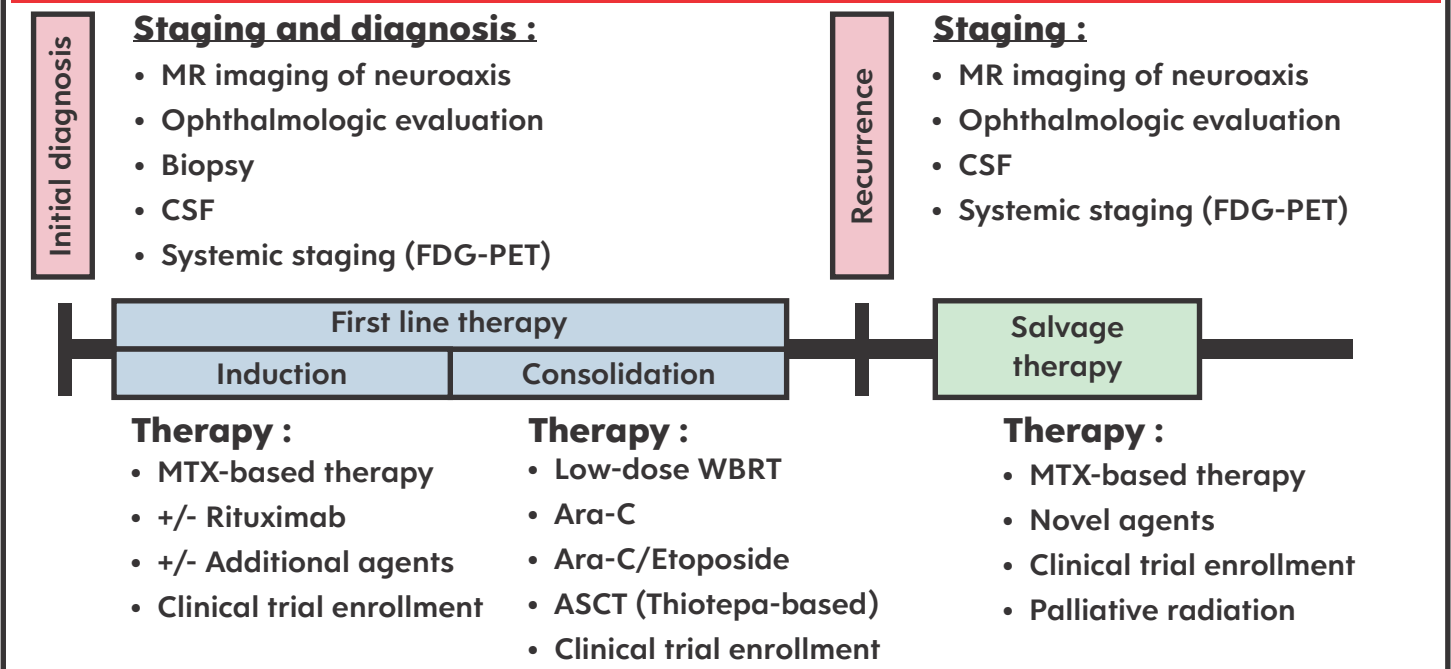 Initial diagnosis
Staging and diagnosis :
• MR imaging of neuroaxis
• Ophthalmologic evaluation
• Biopsy
• CSF
• Systemic staging (FDG-PET)
Recurrence
Staging :
• MR imaging of neuroaxis
• Ophthalmologic evaluation
• CSF
• Systemic staging (FDG-PET)
First line therapy
Induction
Consolidation
Salvage
therapy
Therapy :
• MTX-based therapy
• +/- Rituximab
• +/- Additional agents
• Clinical trial enrollment
Therapy :
• Low-dose WBRT
• Ara-C
• Ara-C/Etoposide
• ASCT (Thiotepa-based)
• Clinical trial enrollment
Therapy :
• MTX-based therapy
• Novel agents
• Clinical trial enrollment
• Palliative radiation